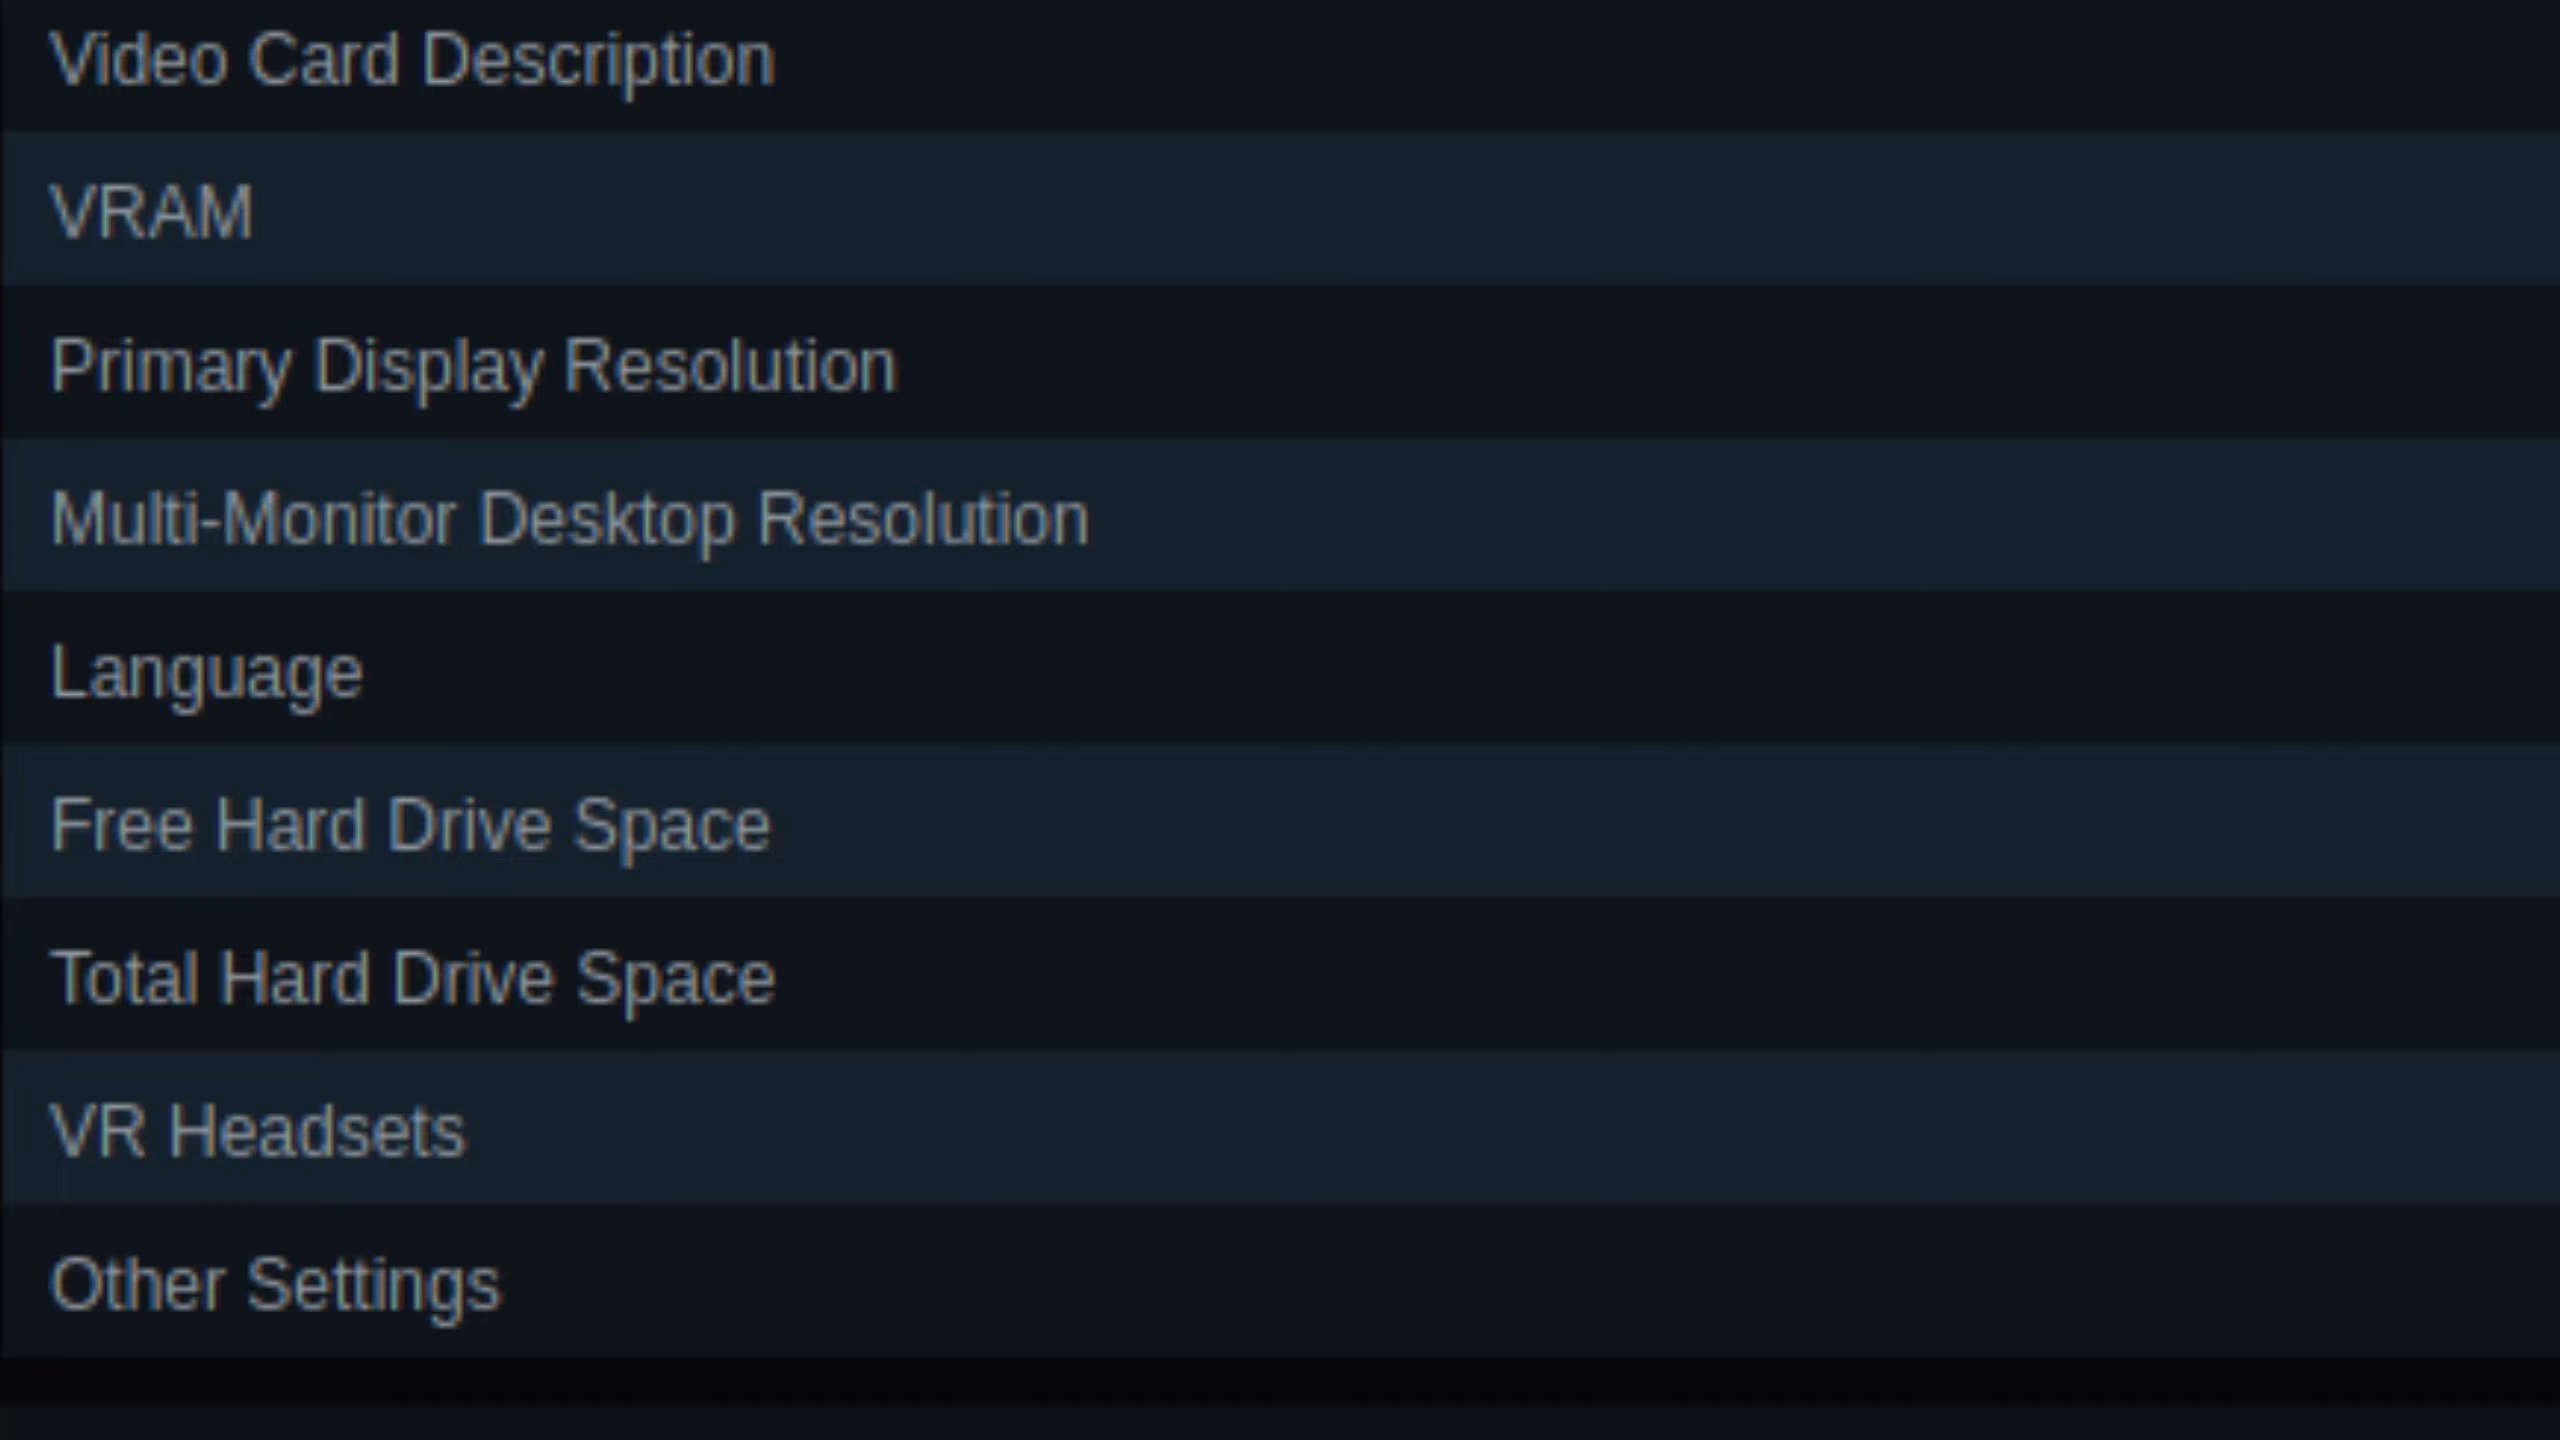 Video Card Description
VRAM
Primary Display Resolution
Multi-Monitor Desktop Resolution
Language
Free Hard Drive Space
Total Hard Drive Space
VR Headsets
Other Settings